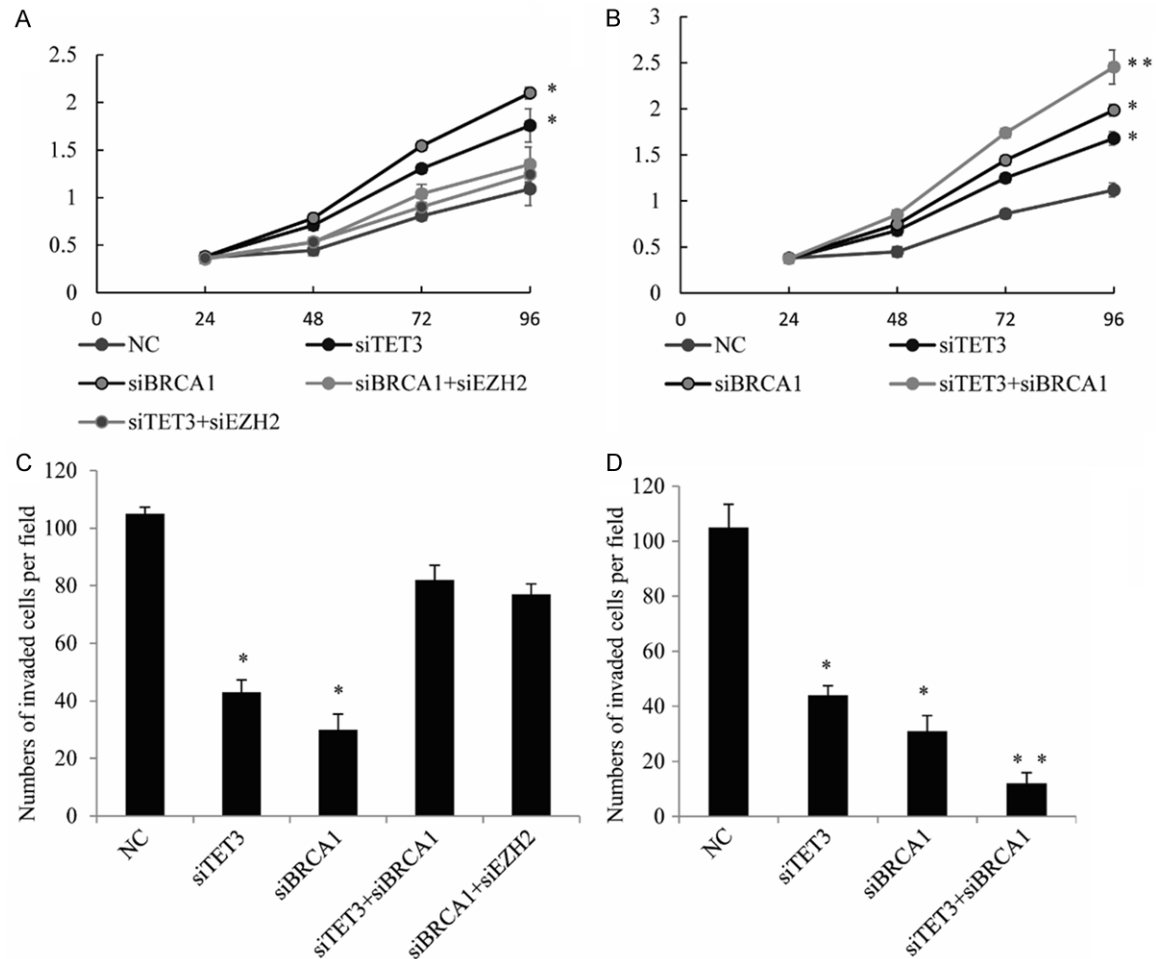 A
2.5
2
1.5
1
0.5
0
0 24 48 72 96
*
*
NC siTET3
siBRCA1 siBRCA1+siEZH2
siTET3+siEZH2
B
3
2.5
2
1.5
1
0.5
0
0 24 48 72 96
* *
*
*
NC siTET3
siBRCA1 siTET3+siBRCA1
C
Numbers of invaded cells per field
120
100
80
60
40
20
0
* *
NC siTET3 siBRCA1 siTET3+siBRCA1 siBRCA1+siEZH2
D
Numbers of invaded cells per field
120
100
80
60
40
20
0
* * * *
NC siTET3 siBRCA1 siTET3+siBRCA1